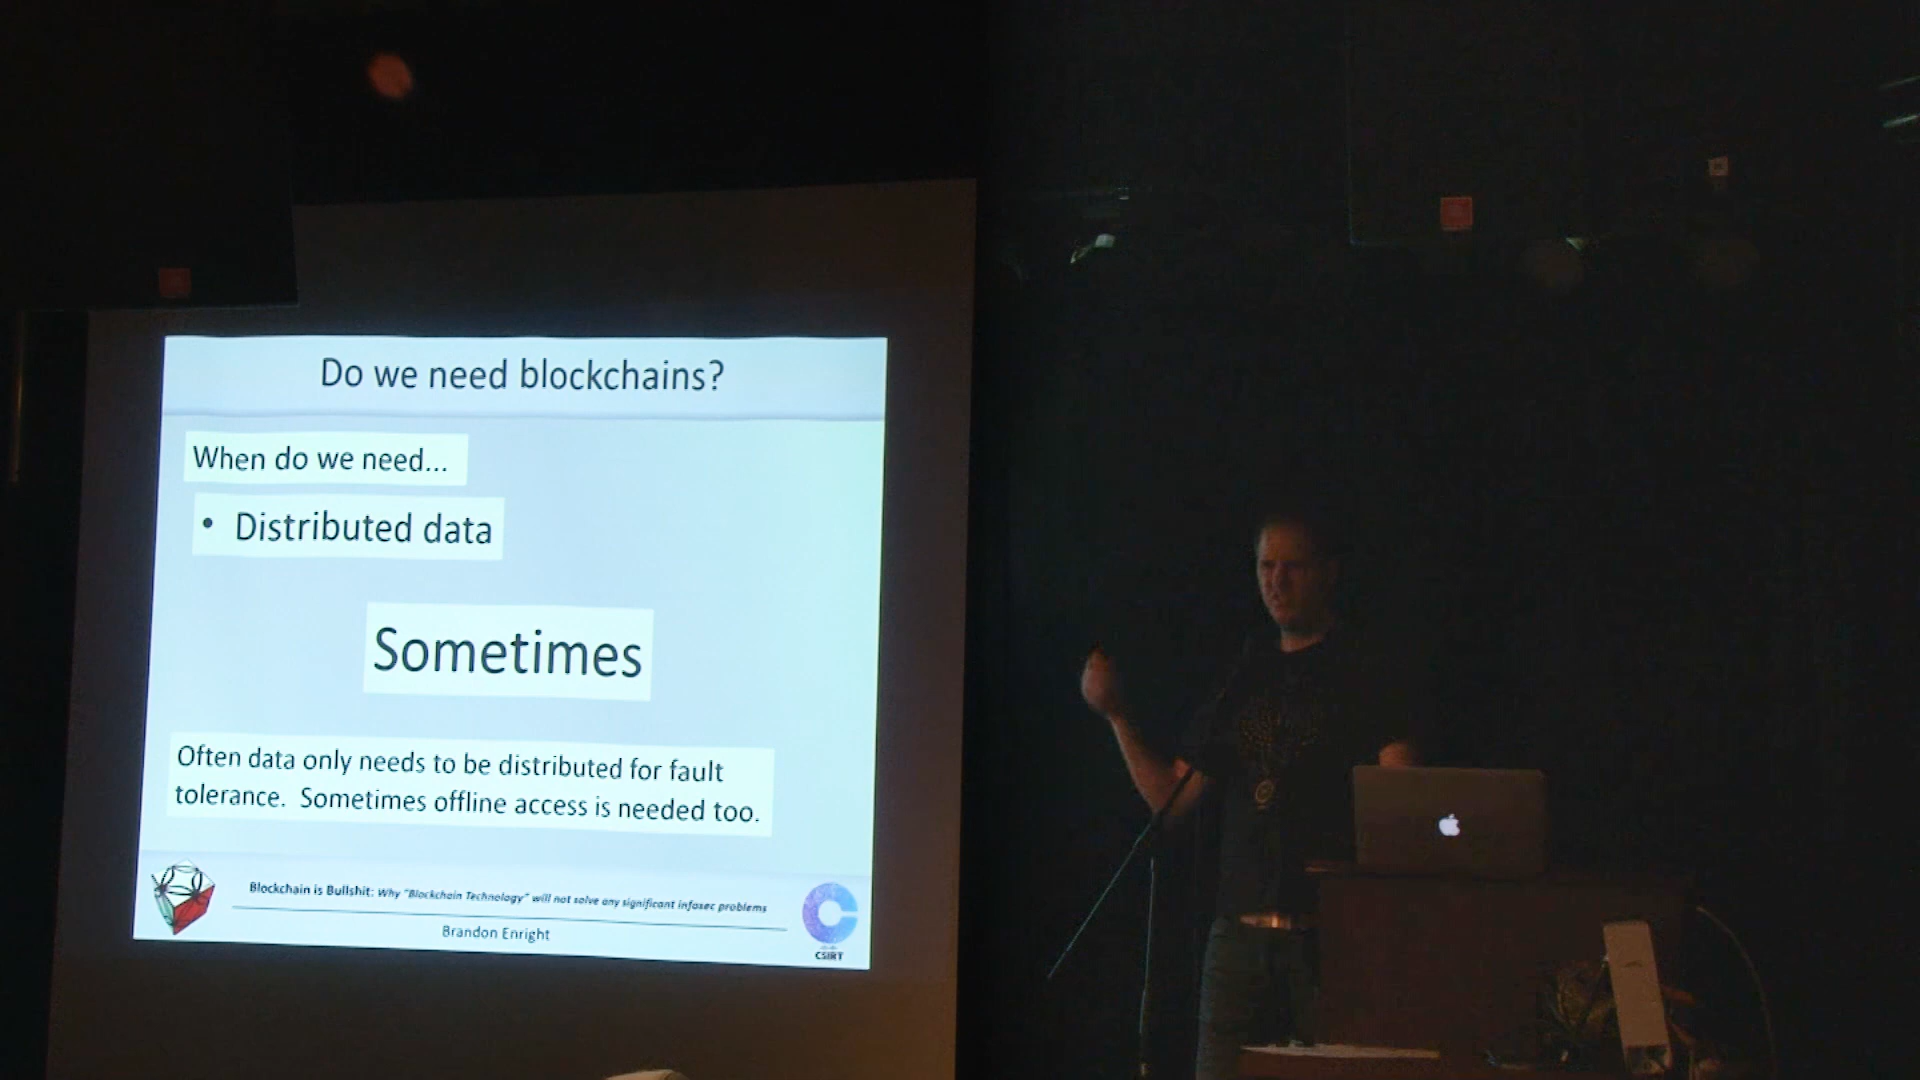 Do we need blockchains?
When do we need...
• Distributed data
Sometimes
Often data only needs to be distributed for fault
tolerance. Sometimes offline access is needed too.
Blockchain is Bullshit: Why "Blockchain Technology" will not solve any significant infosec problems
Brandon Enright
CSIRT